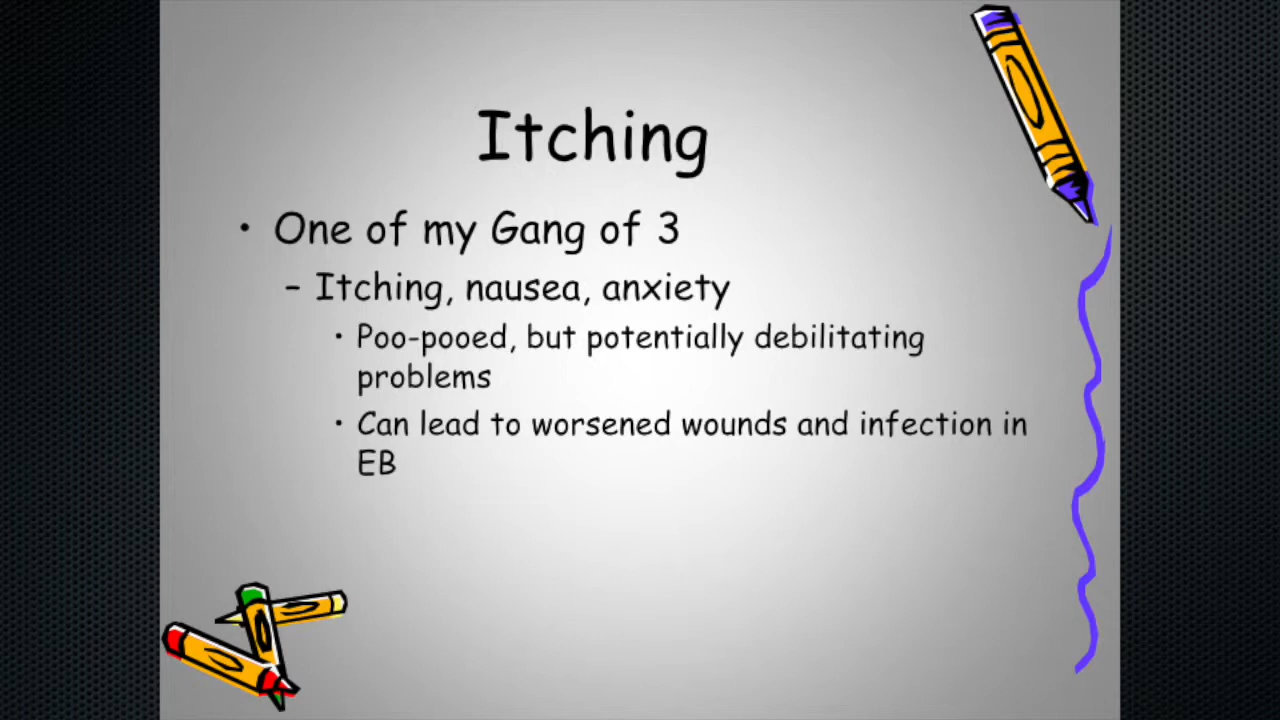 Itching
• One of my Gang of 3
– Itching, nausea, anxiety
• Poo-pooed, but potentially debilitating
problems
• Can lead to worsened wounds and infection in
EB